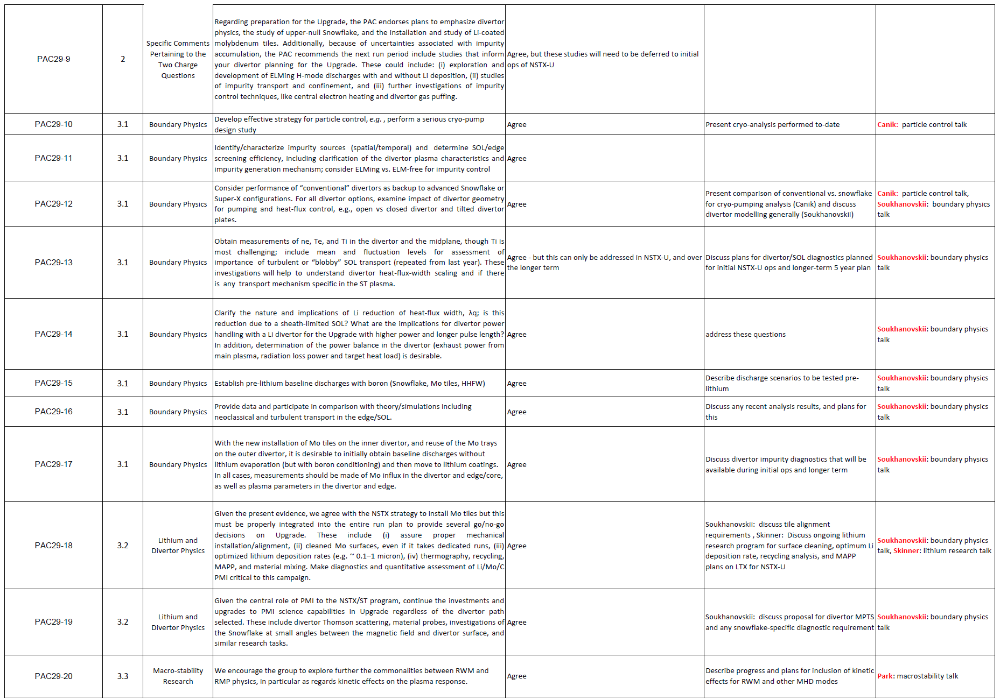 PAC29-9
2
Specific Comments
Pertaining to the
Two Charge
Questions
Regarding preparation for the Upgrade, the PAC endorses plans to emphasize divertor
physics, the study of upper-null Snowflake, and the installation and study of Li-coated
molybdenum tiles. Additionally, because of uncertainties associated with impurity
accumulation, the PAC recommends the next run period include studies that inform
your divertor planning for the Upgrade. These could include: (i) exploration and
development of ELMing H-mode discharges with and without Li deposition, (ii) studies
of impurity transport and confinement, and (iii) further investigations of impurity
control techniques, like central electron heating and divertor gas puffing.
Agree, but these studies will need to be deferred to initial
ops of NSTX-U
PAC29-10
3.1
Boundary Physics
Develop effective strategy for particle control, e.g. , perform a serious cryo-pump
design study
Agree
Present cryo-analysis performed to-date
Canik: particle control talk
PAC29-11
3.1
Boundary Physics
Identify/characterize impurity sources (spatial/temporal) and determine SOL/edge
screening efficiency, including clarification of the divertor plasma characteristics and
impurity generation mechanism; consider ELMing vs. ELM-free for impurity control
Agree
PAC29-12
3.1
Boundary Physics
Consider performance of “conventional” divertors as backup to advanced Snowflake or
Super-X configurations. For all divertor options, examine impact of divertor geometry
for pumping and heat-flux control, e.g., open vs closed divertor and tilted divertor
plates.
Agree
Present comparison of conventional vs. snowflake
for cryo-pumping analysis (Canik) and discuss
divertor modelling generally (Soukhanovskii)
Canik: particle control talk,
Soukhanovskii: boundary physics
talk
PAC29-13
3.1
Boundary Physics
Obtain measurements of ne, Te, and Ti in the divertor and the midplane, though Ti is
most challenging; include mean and fluctuation levels for assessment of
importance of turbulent or “blobby” SOL transport (repeated from last year). These
investigations will help to understand divertor heat-flux-width scaling and if there
is any transport mechanism specific in the ST plasma.
Agree - but this can only be addressed in NSTX-U, and over
the longer term
Discuss plans for divertor/SOL diagnostics planned
for initial NSTX-U ops and longer-term 5 year plan
Soukhanovskii: boundary physics
talk
PAC29-14
3.1
Boundary Physics
Clarify the nature and implications of Li reduction of heat-flux width, λq; is this
reduction due to a sheath-limited SOL? What are the implications for divertor power
handling with a Li divertor for the Upgrade with higher power and longer pulse length?
In addition, determination of the power balance in the divertor (exhaust power from
main plasma, radiation loss power and target heat load) is desirable.
Agree
address these questions
Soukhanovskii: boundary physics
talk
PAC29-15
3.1
Boundary Physics
Establish pre-lithium baseline discharges with boron (Snowflake, Mo tiles, HHFW)
Agree
Describe discharge scenarios to be tested pre-
lithium
Soukhanovskii: boundary physics
talk
PAC29-16
3.1
Boundary Physics
Provide data and participate in comparison with theory/simulations including
neoclassical and turbulent transport in the edge/SOL.
Agree
Discuss any recent analysis results, and plans for
this
Soukhanovskii: boundary physics
talk
PAC29-17
3.1
Boundary Physics
With the new installation of Mo tiles on the inner divertor, and reuse of the Mo trays
on the outer divertor, it is desirable to initially obtain baseline discharges without
lithium evaporation (but with boron conditioning) and then move to lithium coatings.
In all cases, measurements should be made of Mo influx in the divertor and edge/core,
as well as plasma parameters in the divertor and edge.
Agree
Discuss divertor impurity diagnostics that will be
available during initial ops and longer term
Soukhanovskii: boundary physics
talk
PAC29-18
3.2
Lithium and
Divertor Physics
Given the present evidence, we agree with the NSTX strategy to install Mo tiles but this
must be properly integrated into the entire run plan to provide several go/no-go
decisions on Upgrade. These include (i) assure proper mechanical
installation/alignment, (ii) cleaned Mo surfaces, even if it takes dedicated runs, (iii)
optimized lithium deposition rates (e.g. ~ 0.1–1 micron), (iv) thermography, recycling,
MAPP, and material mixing. Make diagnostics and quantitative assessment of Li/Mo/C
PMI critical to this campaign.
Agree
Soukhanovskii: discuss tile alignment
requirements , Skinner: Discuss ongoing lithium
research program for surface cleaning, optimum Li
deposition rate, recycling analysis, and MAPP
plans on LTX for NSTX-U
Soukhanovskii: boundary physics
talk, Skinner: lithium research talk
PAC29-19
3.2
Lithium and
Divertor Physics
Given the central role of PMI to the NSTX/ST program, continue the investments and
upgrades to PMI science capabilities in Upgrade regardless of the divertor path
selected. These include divertor Thomson scattering, material probes, investigations of
the Snowflake at small angles between the magnetic field and divertor surface, and
similar research tasks.
Agree
Soukhanovskii: discuss proposal for divertor MPTS
and any snowflake-specific diagnostic requirement
Soukhanovskii: boundary physics
talk
PAC29-20
3.3
Macro-stability
Research
We encourage the group to explore further the commonalities between RWM and
RMP physics, in particular as regards kinetic effects on the plasma response.
Agree
Describe progress and plans for inclusion of kinetic
effects for RWM and other MHD modes
Park: macrostability talk